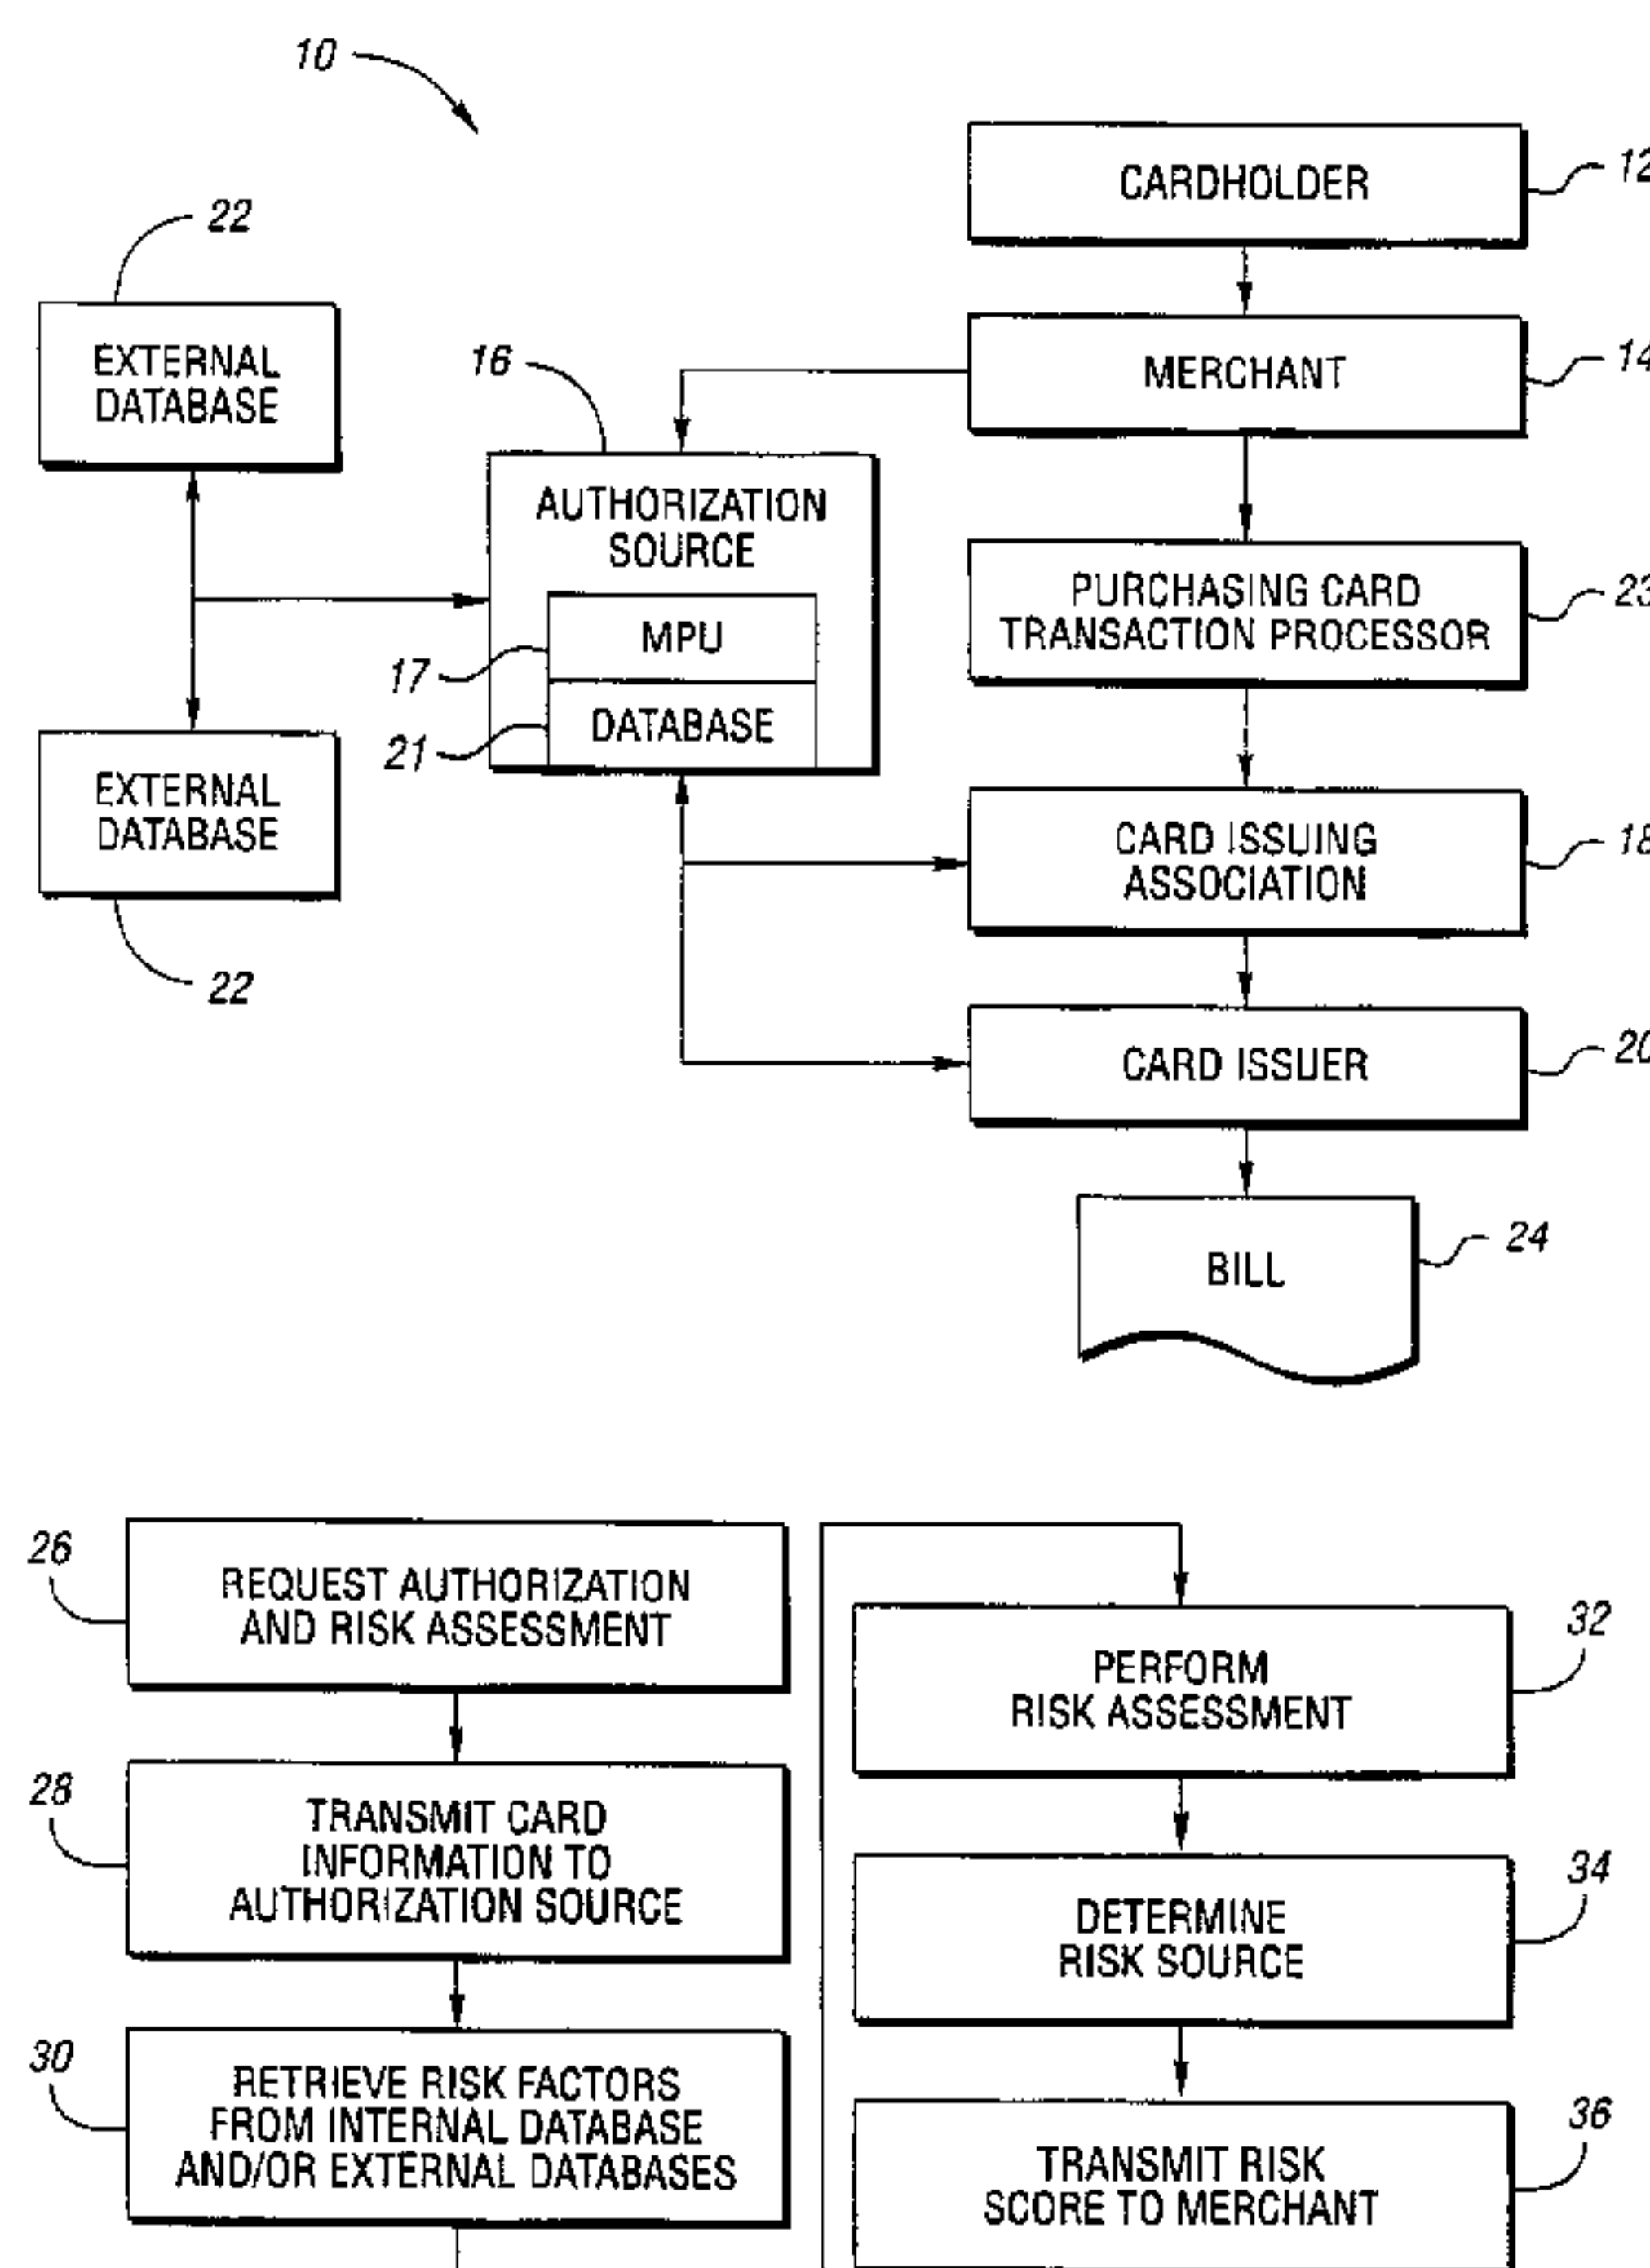 10
CARDHOLDER
12
22
EXTERNAL
DATABASE
16
MERCHANT
14
AUTHORIZATION
SOURCE
MPU
17
DATABASE
21
PURCHASING CARD
TRANSACTION PROCESSOR
23
EXTERNAL
DATABASE
22
CARD ISSUING
ASSOCIATION
18
CARD ISSUER
20
BILL
24
26
REQUEST AUTHORIZATION
AND RISK ASSESSMENT
28
TRANSMIT CARD
INFORMATION TO
AUTHORIZATION SOURCE
30
RETRIEVE RISK FACTORS
FROM INTERNAL DATABASE
AND/OR EXTERNAL DATABASES
32
PERFORM
RISK ASSESSMENT
34
DETERMINE
RISK SOURCE
36
TRANSMIT RISK
SCORE TO MERCHANT